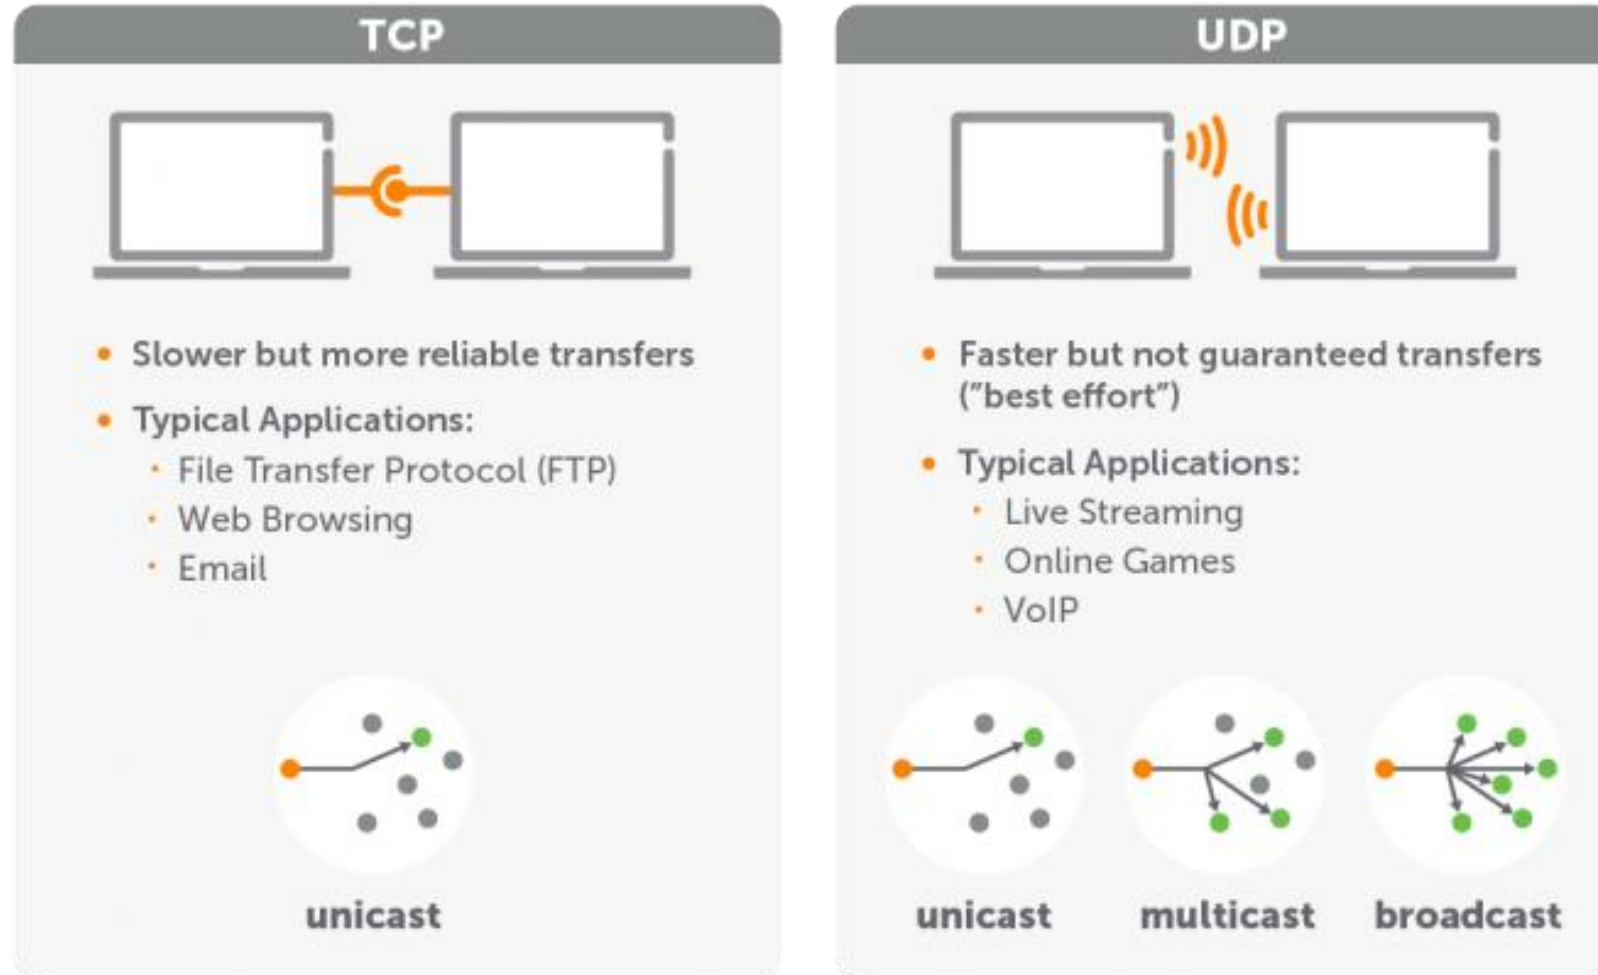 TCP
• Slower but more reliable transfers
• Typical Applications:
· File Transfer Protocol (FTP)
· Web Browsing
· Email
unicast
UDP
• Faster but not guaranteed transfers
(”best effort”)
• Typical Applications:
· Live Streaming
· Online Games
· VoIP
unicast
multicast
broadcast